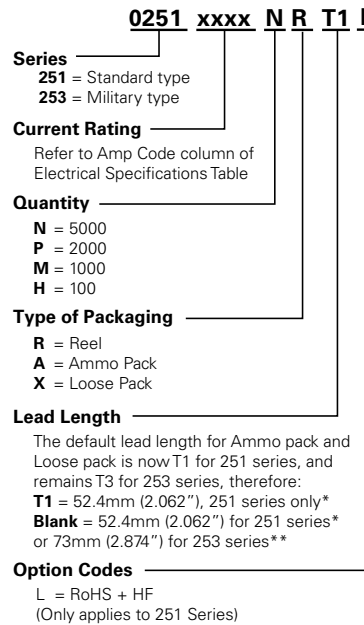 0251 xxxx N R T1
Series
251 = Standard type
253 = Military type
Current Rating
Refer to Amp Code column of
Electrical Specifications Table
Quantity
N = 5000
P = 2000
M = 1000
H = 100
Type of Packaging
R = Reel
A = Ammo Pack
X = Loose Pack
Lead Length
The default lead length for Ammo pack and
Loose pack is now T1 for 251 series, and
remains T3 for 253 series, therefore:
T1 = 52.4mm (2.062”), 251 series only*
Blank = 52.4mm (2.062”) for 251 series*
or 73mm (2.874”) for 253 series**
Option Codes
L = RoHS + HF
(Only applies to 251 Series)